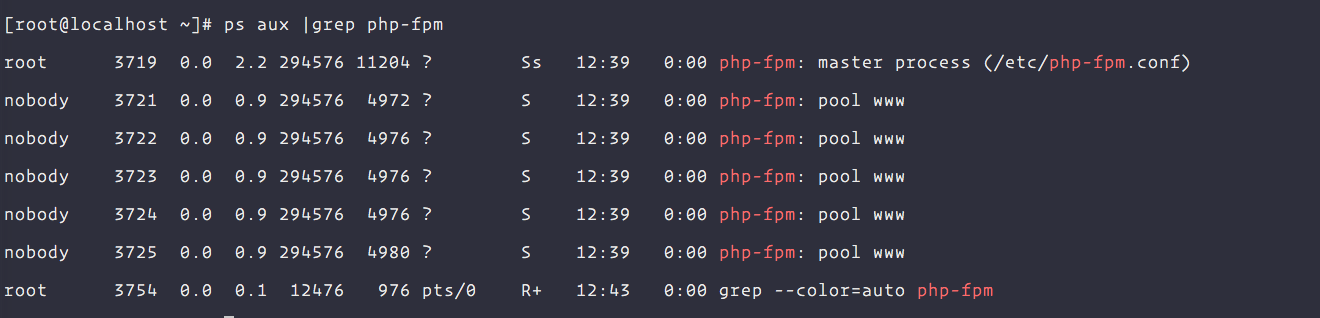 [root@localhost ~]# ps aux |grep php-fpm
root      3719  0.0  2.2 294576 11204 ?        Ss   12:39   0:00 php-fpm: master process (/etc/php-fpm.conf)
nobody    3721  0.0  0.9 294576  4972 ?        S    12:39   0:00 php-fpm: pool www
nobody    3722  0.0  0.9 294576  4976 ?        S    12:39   0:00 php-fpm: pool www
nobody    3723  0.0  0.9 294576  4976 ?        S    12:39   0:00 php-fpm: pool www
nobody    3724  0.0  0.9 294576  4976 ?        S    12:39   0:00 php-fpm: pool www
nobody    3725  0.0  0.9 294576  4980 ?        S    12:39   0:00 php-fpm: pool www
root      3754  0.0  0.1  12476   976 pts/0    R+   12:43   0:00 grep --color=auto php-fpm